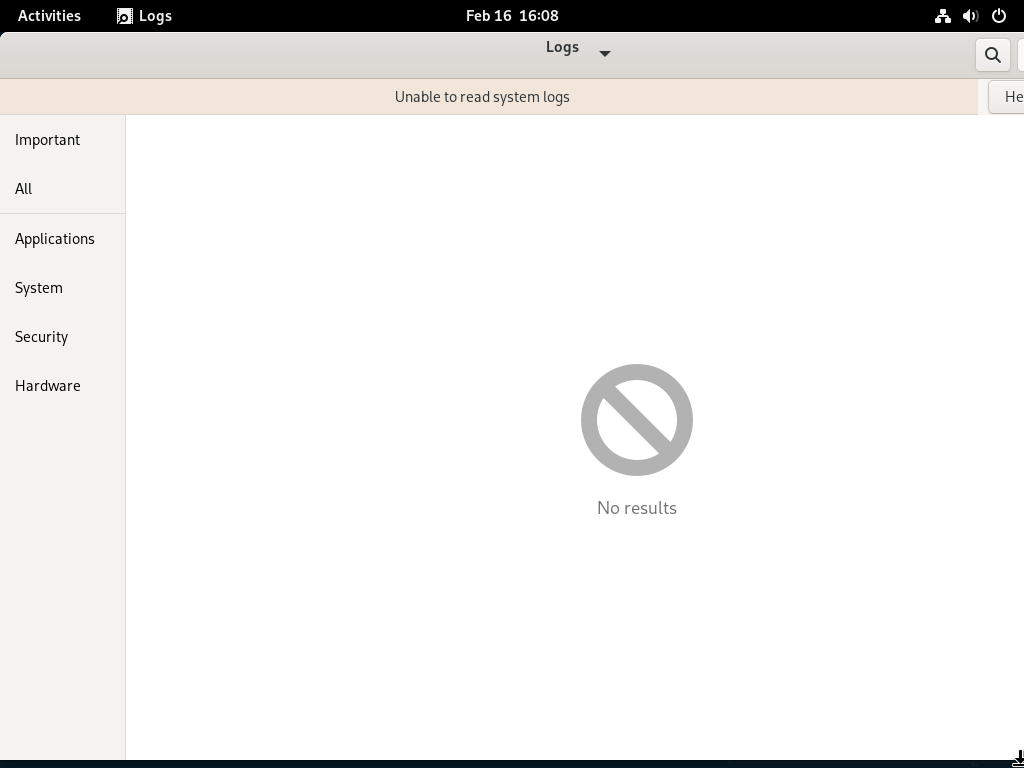 Activities
Logs
Feb 16 16:08
Logs
Unable to read system logs
He
Important
All
Applications
System
Security
Hardware
No results